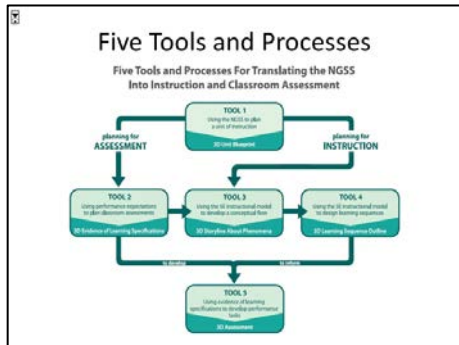 Five Tools and Processes
Five Tools and Processes For Translating the NGSS
Into Instruction and Classroom Assessment
TOOL 1
Using the NGSS to plan
a unit of instruction
3D Unit Blueprint
planning for
ASSESSMENT
planning for
INSTRUCTION
TOOL 2
Using performance expectations
to plan classroom assessments
3D Evidence of Learning Specifications
TOOL 3
Using the 5E instructional model
to develop a conceptual flow
3D Storyline About Phenomena
TOOL 4
Using the 5E instructional model
to design learning sequences
3D Learning Sequence Outline
to develop
to inform
TOOL 5
Using evidence of learning
specifications to develop performance
tasks
3D Assessment